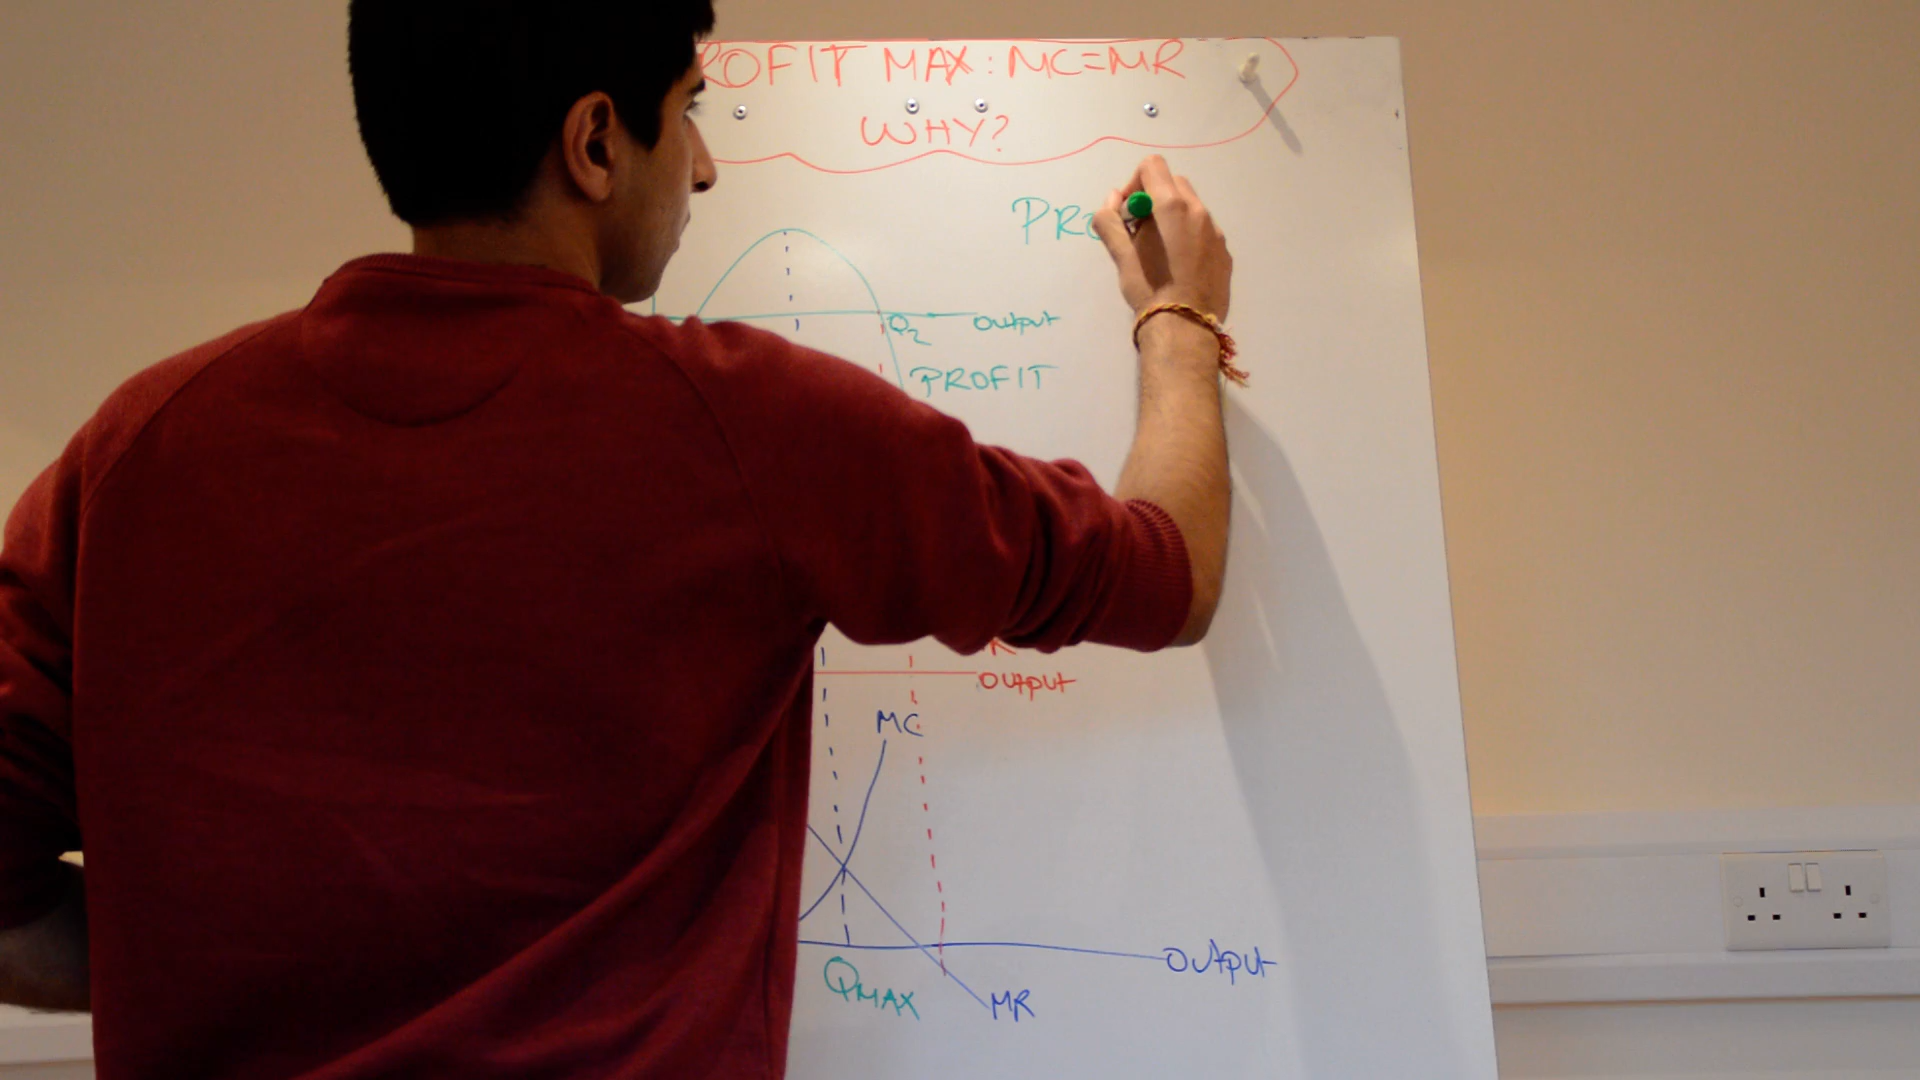 ROFIT MAX: MC=MR
WHY?
PRO
Q2 output
PROFIT
output
MC
output
QMAX
MR